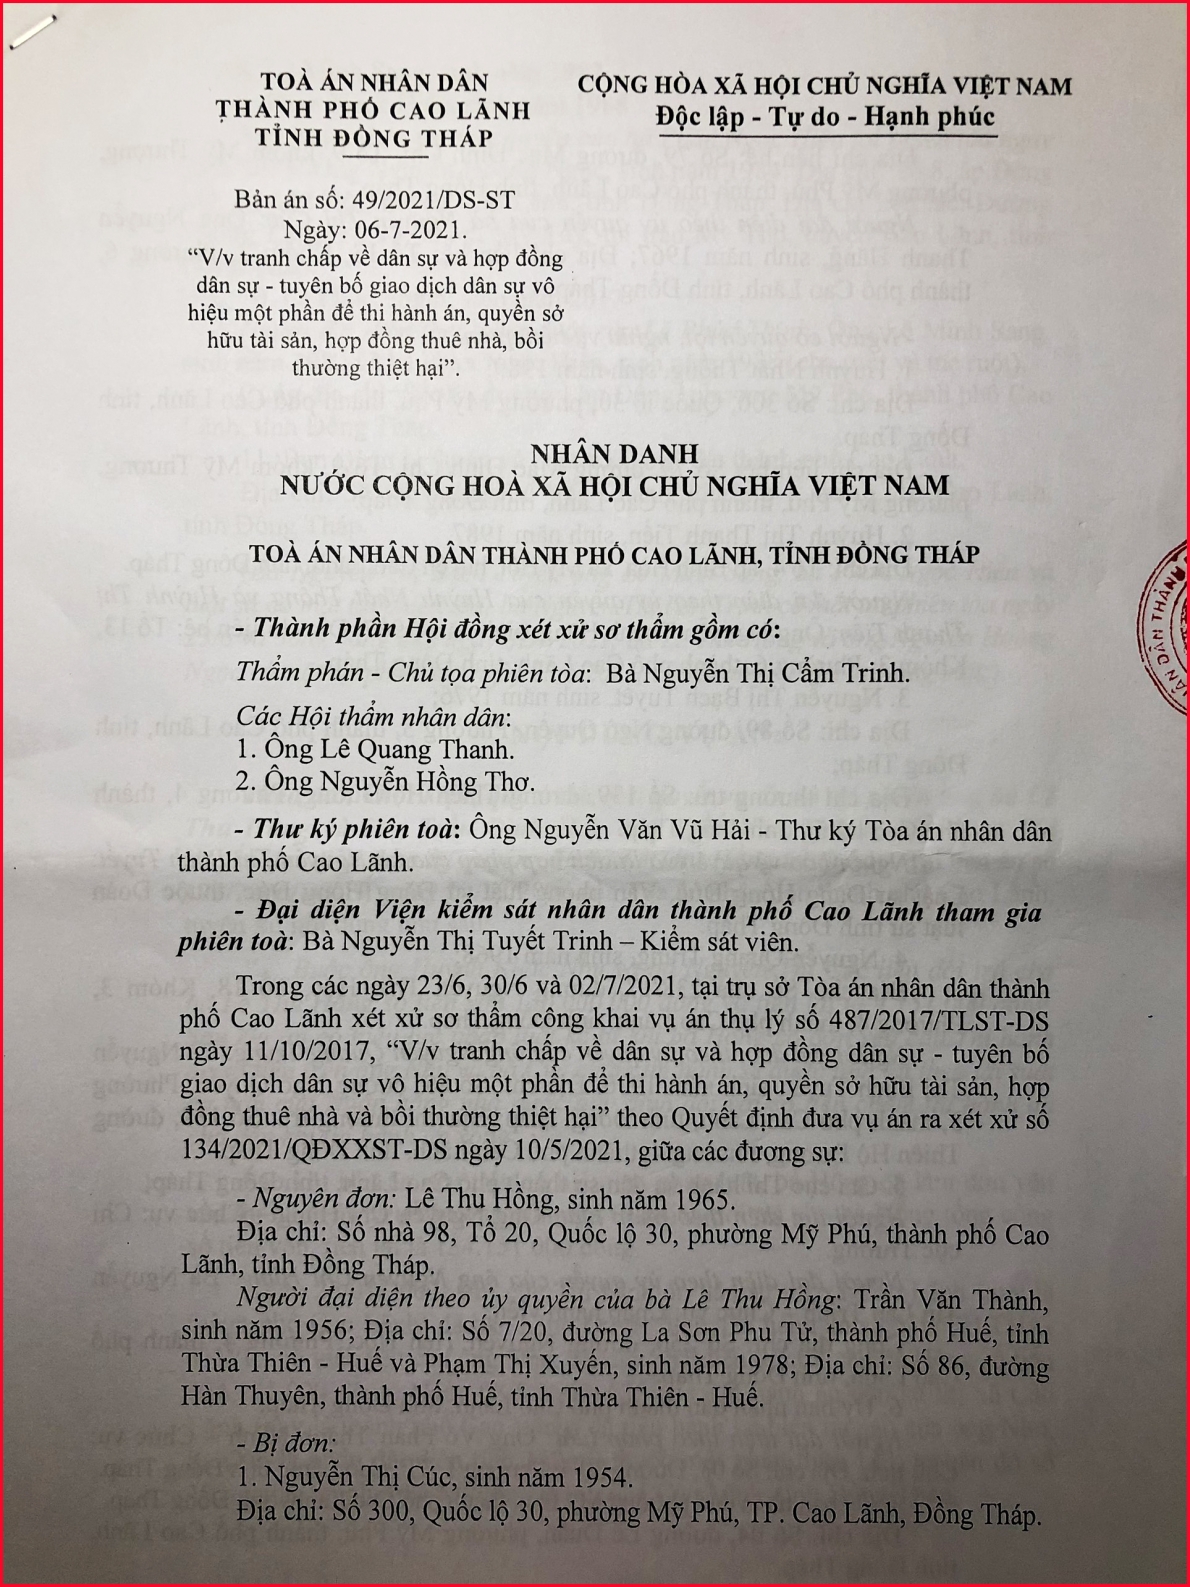 TOÀ ÁN NHÂN DÂN
THÀNH PHỐ CAO LÃNH
TỈNH ĐỒNG THÁP
CỘNG HÒA XÃ HỘI CHỦ NGHĨA VIỆT NAM
Độc lập - Tự do - Hạnh phúc
Bản án số: 49/2021/DS-ST
Ngày: 06-7-2021.
“V/v tranh chấp về dân sự và hợp đồng
dân sự - tuyên bố giao dịch dân sự vô
hiệu một phần để thi hành án, quyền sở
hữu tài sản, hợp đồng thuê nhà, bồi
thường thiệt hại”.
NHÂN DANH
NƯỚC CỘNG HOÀ XÃ HỘI CHỦ NGHĨA VIỆT NAM
TOÀ ÁN NHÂN DÂN THÀNH PHỐ CAO LÃNH, TỈNH ĐỒNG THÁP
- Thành phần Hội đồng xét xử sơ thẩm gồm có:
Thẩm phán - Chủ tọa phiên tòa: Bà Nguyễn Thị Cẩm Trinh.
Các Hội thẩm nhân dân:
1. Ông Lê Quang Thanh.
2. Ông Nguyễn Hồng Thơ.
- Thư ký phiên toà: Ông Nguyễn Văn Vũ Hải - Thư ký Tòa án nhân dân
thành phố Cao Lãnh.
- Đại diện Viện kiểm sát nhân dân thành phố Cao Lãnh tham gia
phiên toà: Bà Nguyễn Thị Tuyết Trinh – Kiểm sát viên.
Trong các ngày 23/6, 30/6 và 02/7/2021, tại trụ sở Tòa án nhân dân thành
phố Cao Lãnh xét xử sơ thẩm công khai vụ án thụ lý số 487/2017/TLST-DS
ngày 11/10/2017, “V/v tranh chấp về dân sự và hợp đồng dân sự - tuyên bố
giao dịch dân sự vô hiệu một phần để thi hành án, quyền sở hữu tài sản, hợp
đồng thuê nhà và bồi thường thiệt hại” theo Quyết định đưa vụ án ra xét xử số
134/2021/QĐXXST-DS ngày 10/5/2021, giữa các đương sự:
- Nguyên đơn: Lê Thu Hồng, sinh năm 1965.
Địa chỉ: Số nhà 98, Tổ 20, Quốc lộ 30, phường Mỹ Phú, thành phố Cao
Lãnh, tỉnh Đồng Tháp.
Người đại diện theo ủy quyền của bà Lê Thu Hồng: Trần Văn Thành,
sinh năm 1956; Địa chỉ: Số 7/20, đường La Sơn Phu Tử, thành phố Huế, tỉnh
Thừa Thiên - Huế và Phạm Thị Xuyến, sinh năm 1978; Địa chỉ: Số 86, đường
Hàn Thuyên, thành phố Huế, tỉnh Thừa Thiên - Huế.
- Bị đơn:
1. Nguyễn Thị Cúc, sinh năm 1954.
Địa chỉ: Số 300, Quốc lộ 30, phường Mỹ Phú, TP. Cao Lãnh, Đồng Tháp.